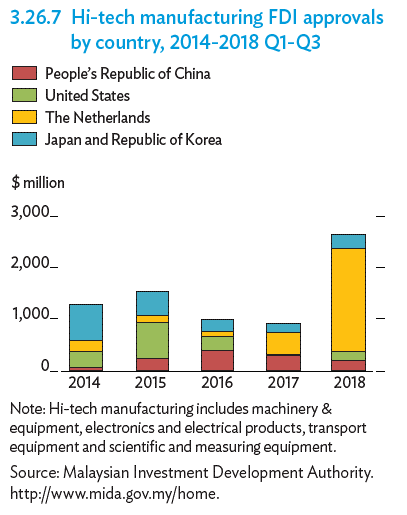 3.26.7 Hi-tech manufacturing FDI approvals
by country, 2014-2018 Q1-Q3
People's Republic of China
United States
The Netherlands
Japan and Republic of Korea
$ million
3,000
2,000
1,000
0
2014 2015 2016 2017 2018
Note: Hi-tech manufacturing includes machinery &
equipment, electronics and electrical products, transport
equipment and scientific and measuring equipment.
Source: Malaysian Investment Development Authority.
http://www.mida.gov.my/home.